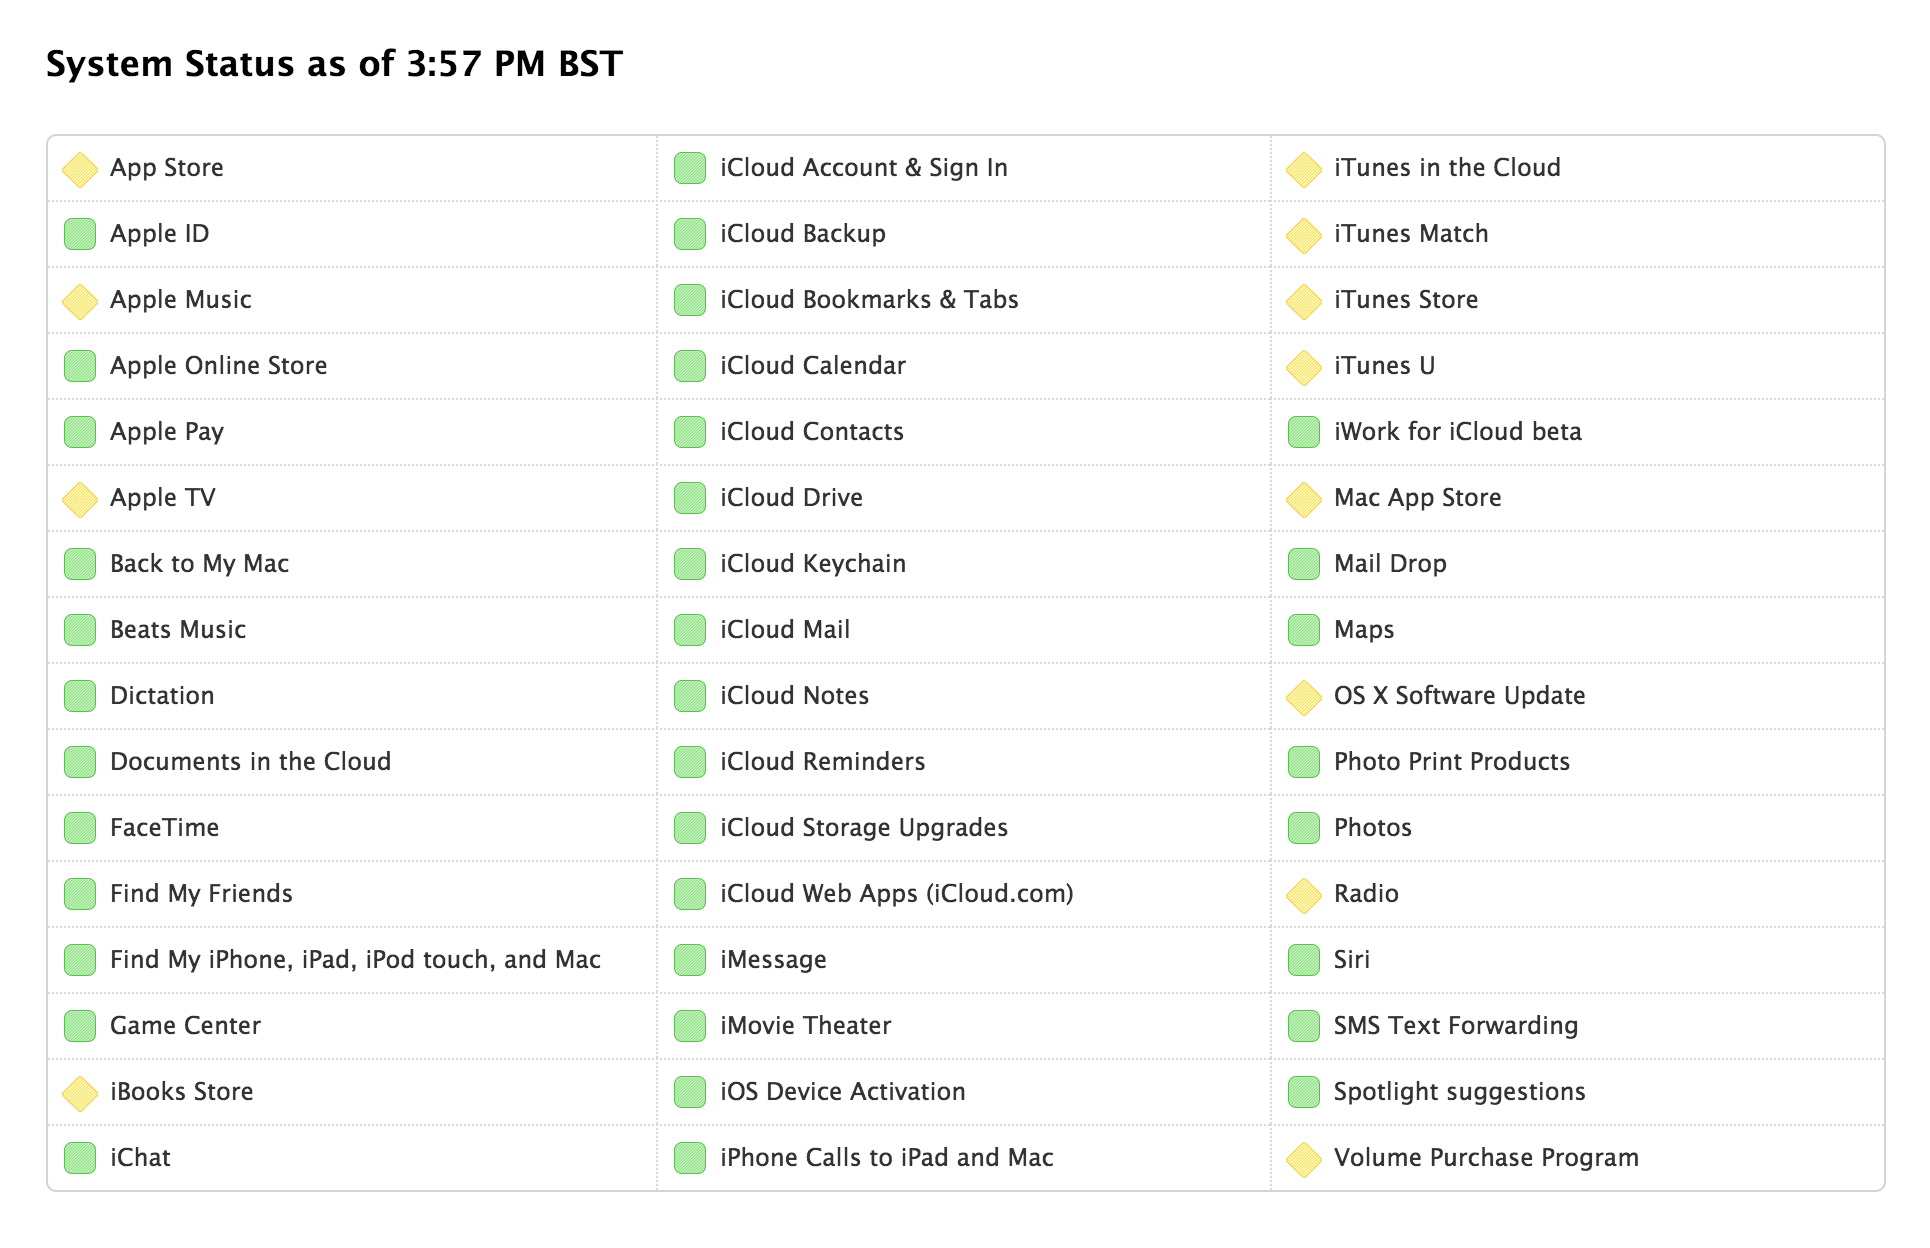 System Status as of 3:57 PM BST
App Store
Apple ID
Apple Music
Apple Online Store
Apple Pay
Apple TV
Back to My Mac
Beats Music
Dictation
Documents in the Cloud
FaceTime
Find My Friends
Find My iPhone, iPad, iPod touch, and Mac
Game Center
iBooks Store
iChat
iCloud Account & Sign In
iCloud Backup
iCloud Bookmarks & Tabs
iCloud Calendar
iCloud Contacts
iCloud Drive
iCloud Keychain
iCloud Mail
iCloud Notes
iCloud Reminders
iCloud Storage Upgrades
iCloud Web Apps (iCloud.com)
iMessage
iMovie Theater
iOS Device Activation
iPhone Calls to iPad and Mac
iTunes in the Cloud
iTunes Match
iTunes Store
iTunes U
iWork for iCloud beta
Mac App Store
Mail Drop
Maps
OS X Software Update
Photo Print Products
Photos
Radio
Siri
SMS Text Forwarding
Spotlight suggestions
Volume Purchase Program